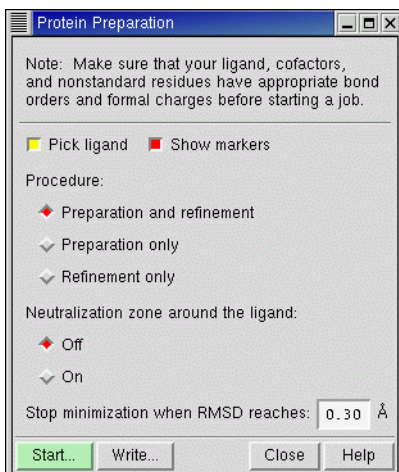 Protein Preparation
Note: Make sure that your ligand, cofactors,
and nonstandard residues have appropriate bond
orders and formal charges before starting a job.
Pick ligand Show markers
Procedure:
Preparation and refinement
Preparation only
Refinement only
Neutralization zone around the ligand:
Off
On
Stop minimization when RMSD reaches: 0.30 Å
Start... Write... Close Help